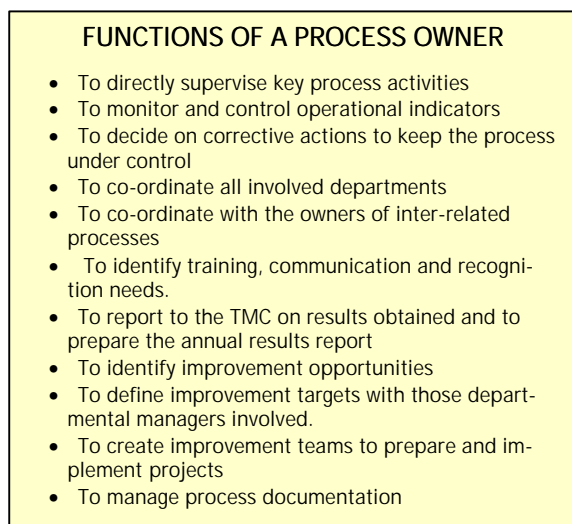 FUNCTIONS OF A PROCESS OWNER
• To directly supervise key process activities
• To monitor and control operational indicators
• To decide on corrective actions to keep the process
under control
• To co-ordinate all involved departments
• To co-ordinate with the owners of inter-related
processes
• To identify training, communication and recogni-
tion needs.
• To report to the TMC on results obtained and to
prepare the annual results report
• To identify improvement opportunities
• To define improvement targets with those depart-
mental managers involved.
• To create improvement teams to prepare and im-
plement projects
• To manage process documentation